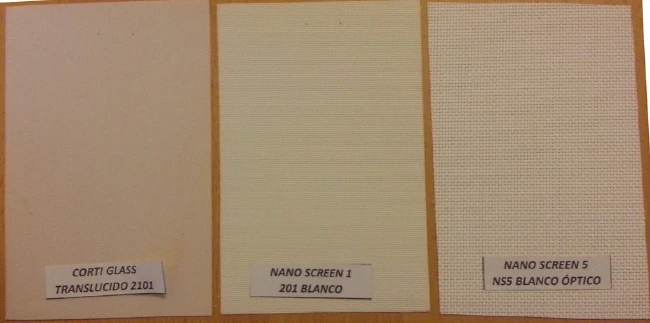 CORTI GLASS
TRANSLUCIDO 2101
NANO SCREEN 1
201 BLANCO
NANO SCREEN 5
NS5 BLANCO ÓPTICO